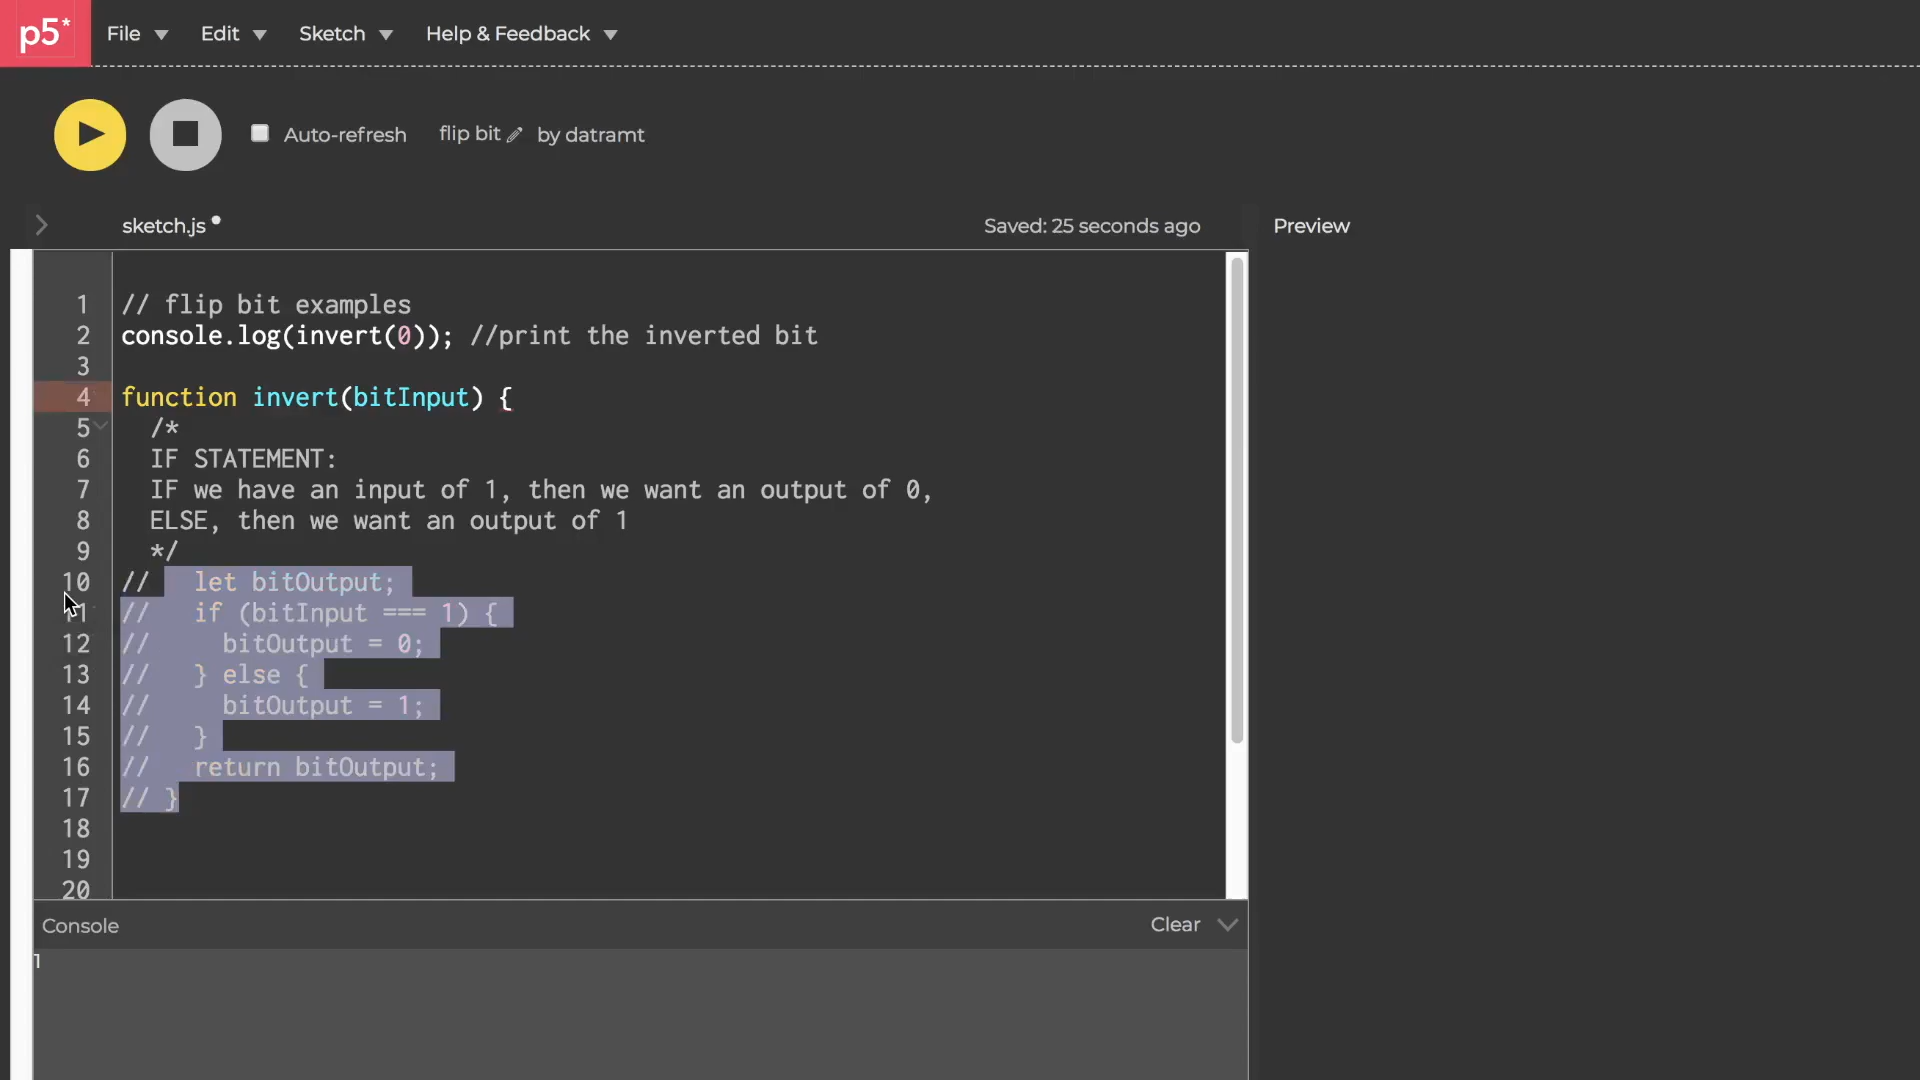 p5* File Edit Sketch Help & Feedback
Auto-refresh flip bit by datramt
sketch.js Saved: 25 seconds ago Preview
1 // flip bit examples
2 console.log(invert(0)); //print the inverted bit
3
4 function invert(bitInput) {
5 /*
6 IF STATEMENT:
7 IF we have an input of 1, then we want an output of 0,
8 ELSE, then we want an output of 1
9 */
10 // let bitOutput;
11 // if (bitInput === 1) {
12 // bitOutput = 0;
13 // } else {
14 // bitOutput = 1;
15 // }
16 // return bitOutput;
17 // }
18
19
20
Console Clear
1